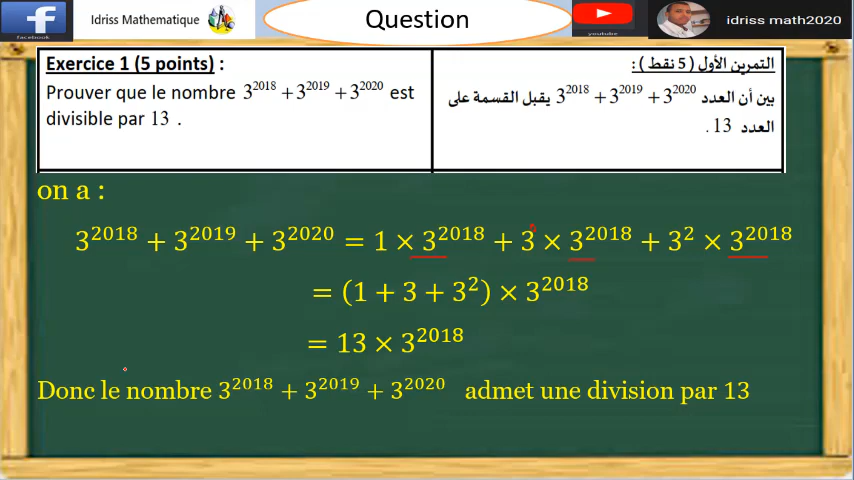 Idriss Mathematique
Question
youtube
idriss math2020
Exercice 1 (5 points) :
Prouver que le nombre 3^2018 + 3^2019 + 3^2020 est
divisible par 13 .
التمرين الأول ( 5 نقط ) :
بين أن العدد 3^2018 + 3^2019 + 3^2020 يقبل القسمة على
العدد 13 .
on a :
3^2018 + 3^2019 + 3^2020 = 1 × 3^2018 + 3 × 3^2018 + 3^2 × 3^2018
= (1 + 3 + 3^2) × 3^2018
= 13 × 3^2018
Donc le nombre 3^2018 + 3^2019 + 3^2020 admet une division par 13